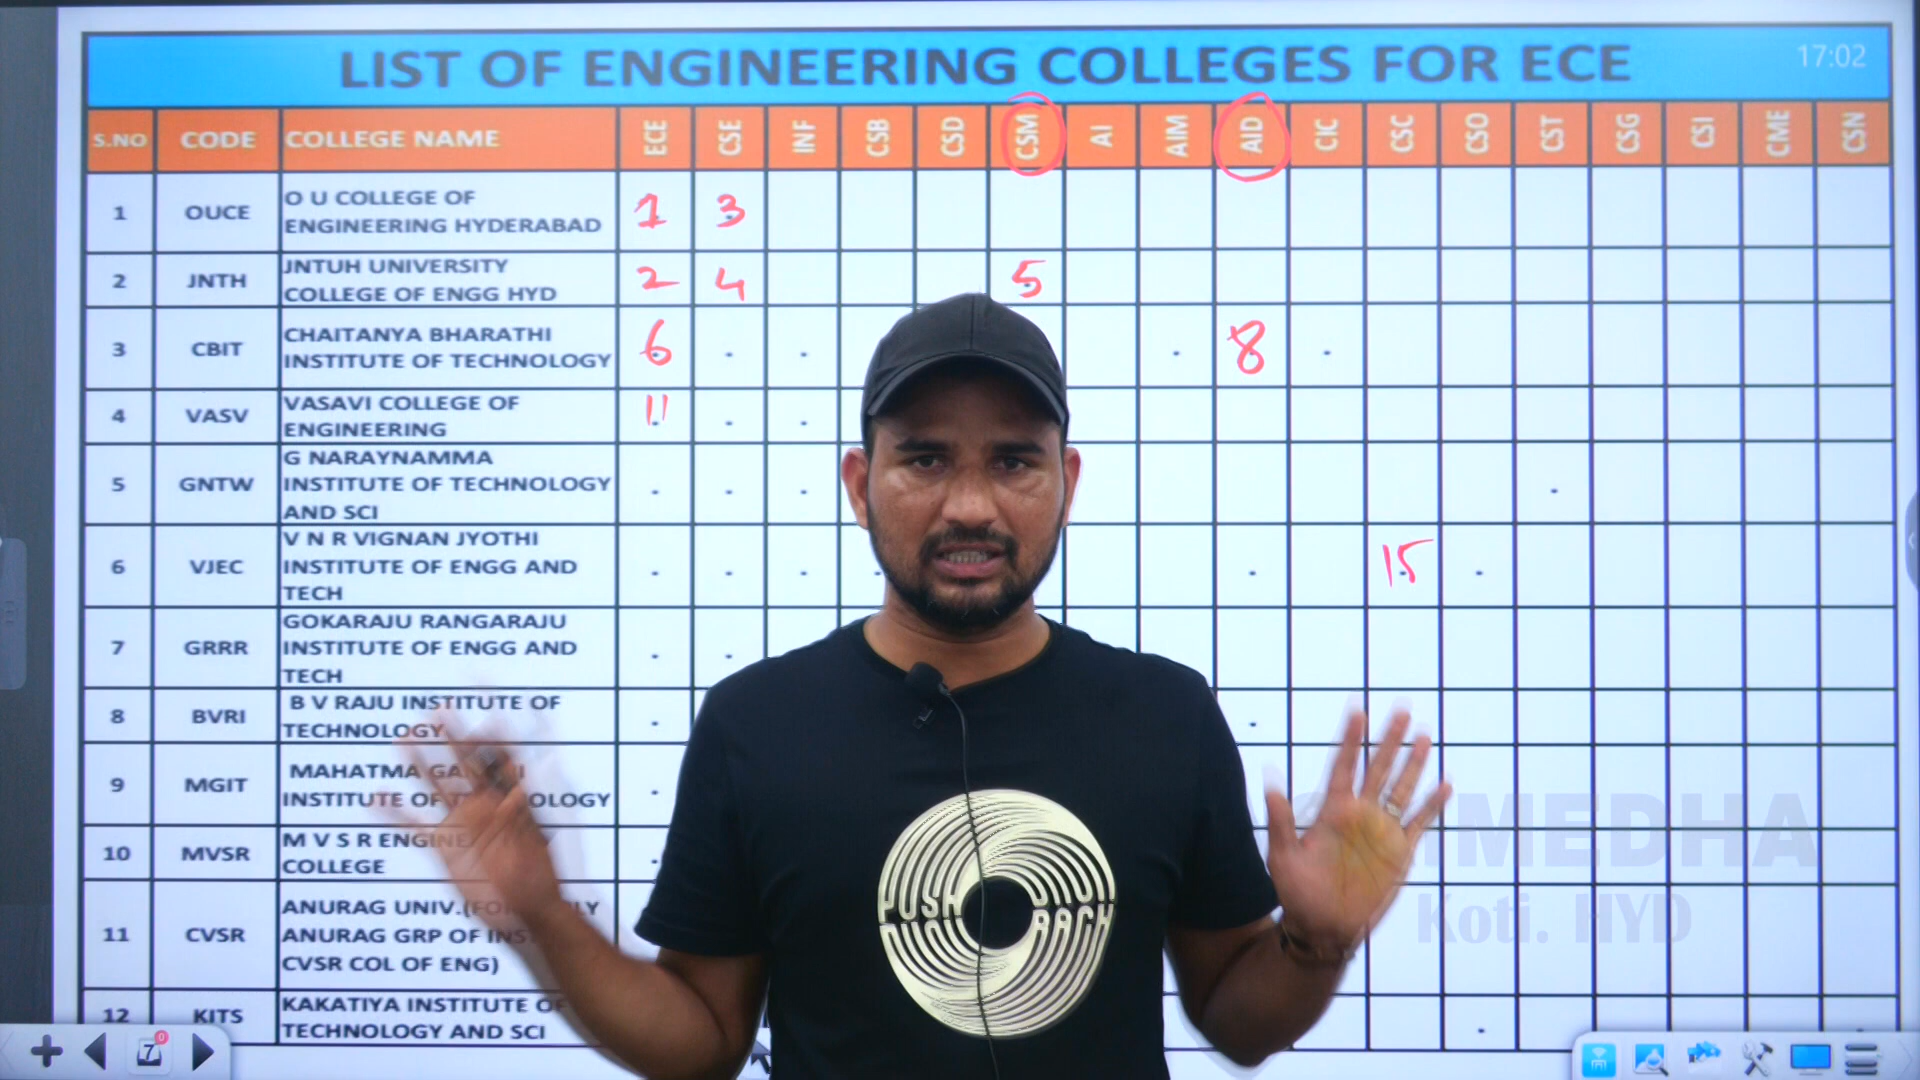 LIST OF ENGINEERING COLLEGES FOR ECE
17:02
S.NO CODE COLLEGE NAME ECE CSE INF CSB CSD CSM AI AIM AID CIC CSC CSO CST CSG CSI CME CSN
1 OUCE O U COLLEGE OF
ENGINEERING HYDERABAD 1 3
2 JNTH JNTUH UNIVERSITY
COLLEGE OF ENGG HYD 2 4 5
3 CBIT CHAITANYA BHARATHI
INSTITUTE OF TECHNOLOGY 6 . . . 8 .
4 VASV VASAVI COLLEGE OF
ENGINEERING 11 . .
5 GNTW G NARAYNAMMA
INSTITUTE OF TECHNOLOGY
AND SCI . . . .
6 VJEC V N R VIGNAN JYOTHI
INSTITUTE OF ENGG AND
TECH . . . . . 15 .
7 GRRR GOKARAJU RANGARAJU
INSTITUTE OF ENGG AND
TECH . .
8 BVRI B V RAJU INSTITUTE OF
TECHNOLOGY . .
9 MGIT MAHATMA
INSTITUTE OF .
10 MVSR M V S R
COLLEGE .
11 CVSR ANURAG UNIV.
ANURAG GRP OF
CVSR COL OF ENG)
12 KITS KAKATIYA INSTITUTE
TECHNOLOGY AND SCI . .
MEDHA
Koti. HYD
PUSH
BACH
7
0